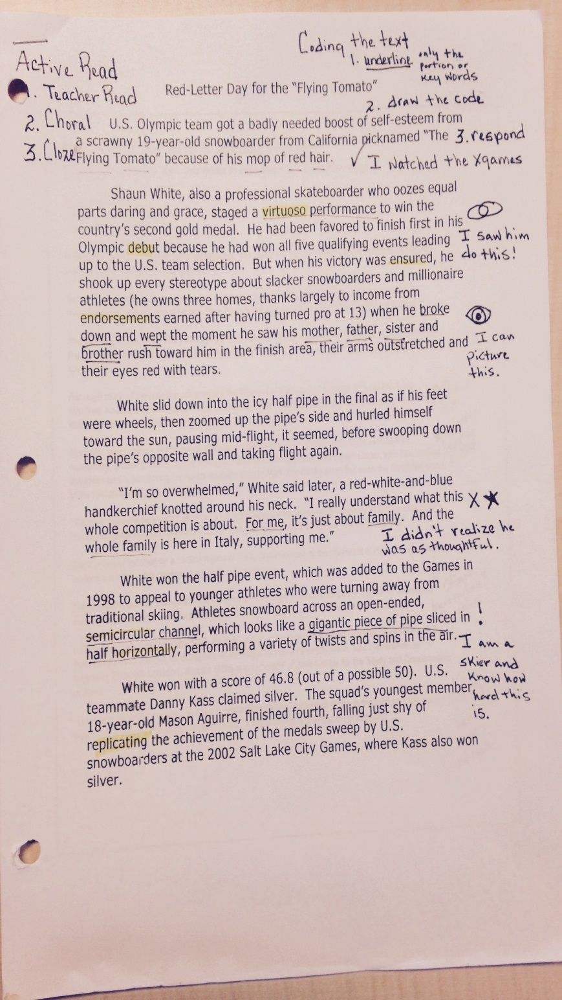 Active Read
1. Teacher Read
2. Choral
3. Cloze
Coding the text
1. underline only the
portion or
key words
2. draw the code
3. respond
Red-Letter Day for the "Flying Tomato"
U.S. Olympic team got a badly needed boost of self-esteem from
a scrawny 19-year-old snowboarder from California nicknamed "The
Flying Tomato" because of his mop of red hair.
✓ I watched the Xgames
Shaun White, also a professional skateboarder who oozes equal
parts daring and grace, staged a virtuoso performance to win the
country's second gold medal. He had been favored to finish first in his
Olympic debut because he had won all five qualifying events leading
up to the U.S. team selection. But when his victory was ensured, he
shook up every stereotype about slacker snowboarders and millionaire
athletes (he owns three homes, thanks largely to income from
endorsements earned after having turned pro at 13) when he broke
down and wept the moment he saw his mother, father, sister and
brother rush toward him in the finish area, their arms outstretched and
their eyes red with tears.
I saw him
do this!
I can
picture
this.
White slid down into the icy half pipe in the final as if his feet
were wheels, then zoomed up the pipe's side and hurled himself
toward the sun, pausing mid-flight, it seemed, before swooping down
the pipe's opposite wall and taking flight again.
"I'm so overwhelmed," White said later, a red-white-and-blue
handkerchief knotted around his neck. "I really understand what this
whole competition is about. For me, it's just about family. And the
whole family is here in Italy, supporting me."
X ★
I didn't realize he
was as thoughtful.
White won the half pipe event, which was added to the Games in
1998 to appeal to younger athletes who were turning away from
traditional skiing. Athletes snowboard across an open-ended,
semicircular channel, which looks like a gigantic piece of pipe sliced in
half horizontally, performing a variety of twists and spins in the air.
!
I am a
skier and
know how
hard this
is.
White won with a score of 46.8 (out of a possible 50). U.S.
teammate Danny Kass claimed silver. The squad's youngest member,
18-year-old Mason Aguirre, finished fourth, falling just shy of
replicating the achievement of the medals sweep by U.S.
snowboarders at the 2002 Salt Lake City Games, where Kass also won
silver.